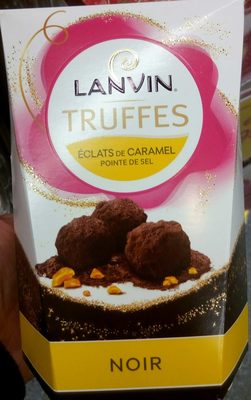 LANVIN
TRUFFES
ÉCLATS DE CARAMEL
POINTE DE SEL
NOIR